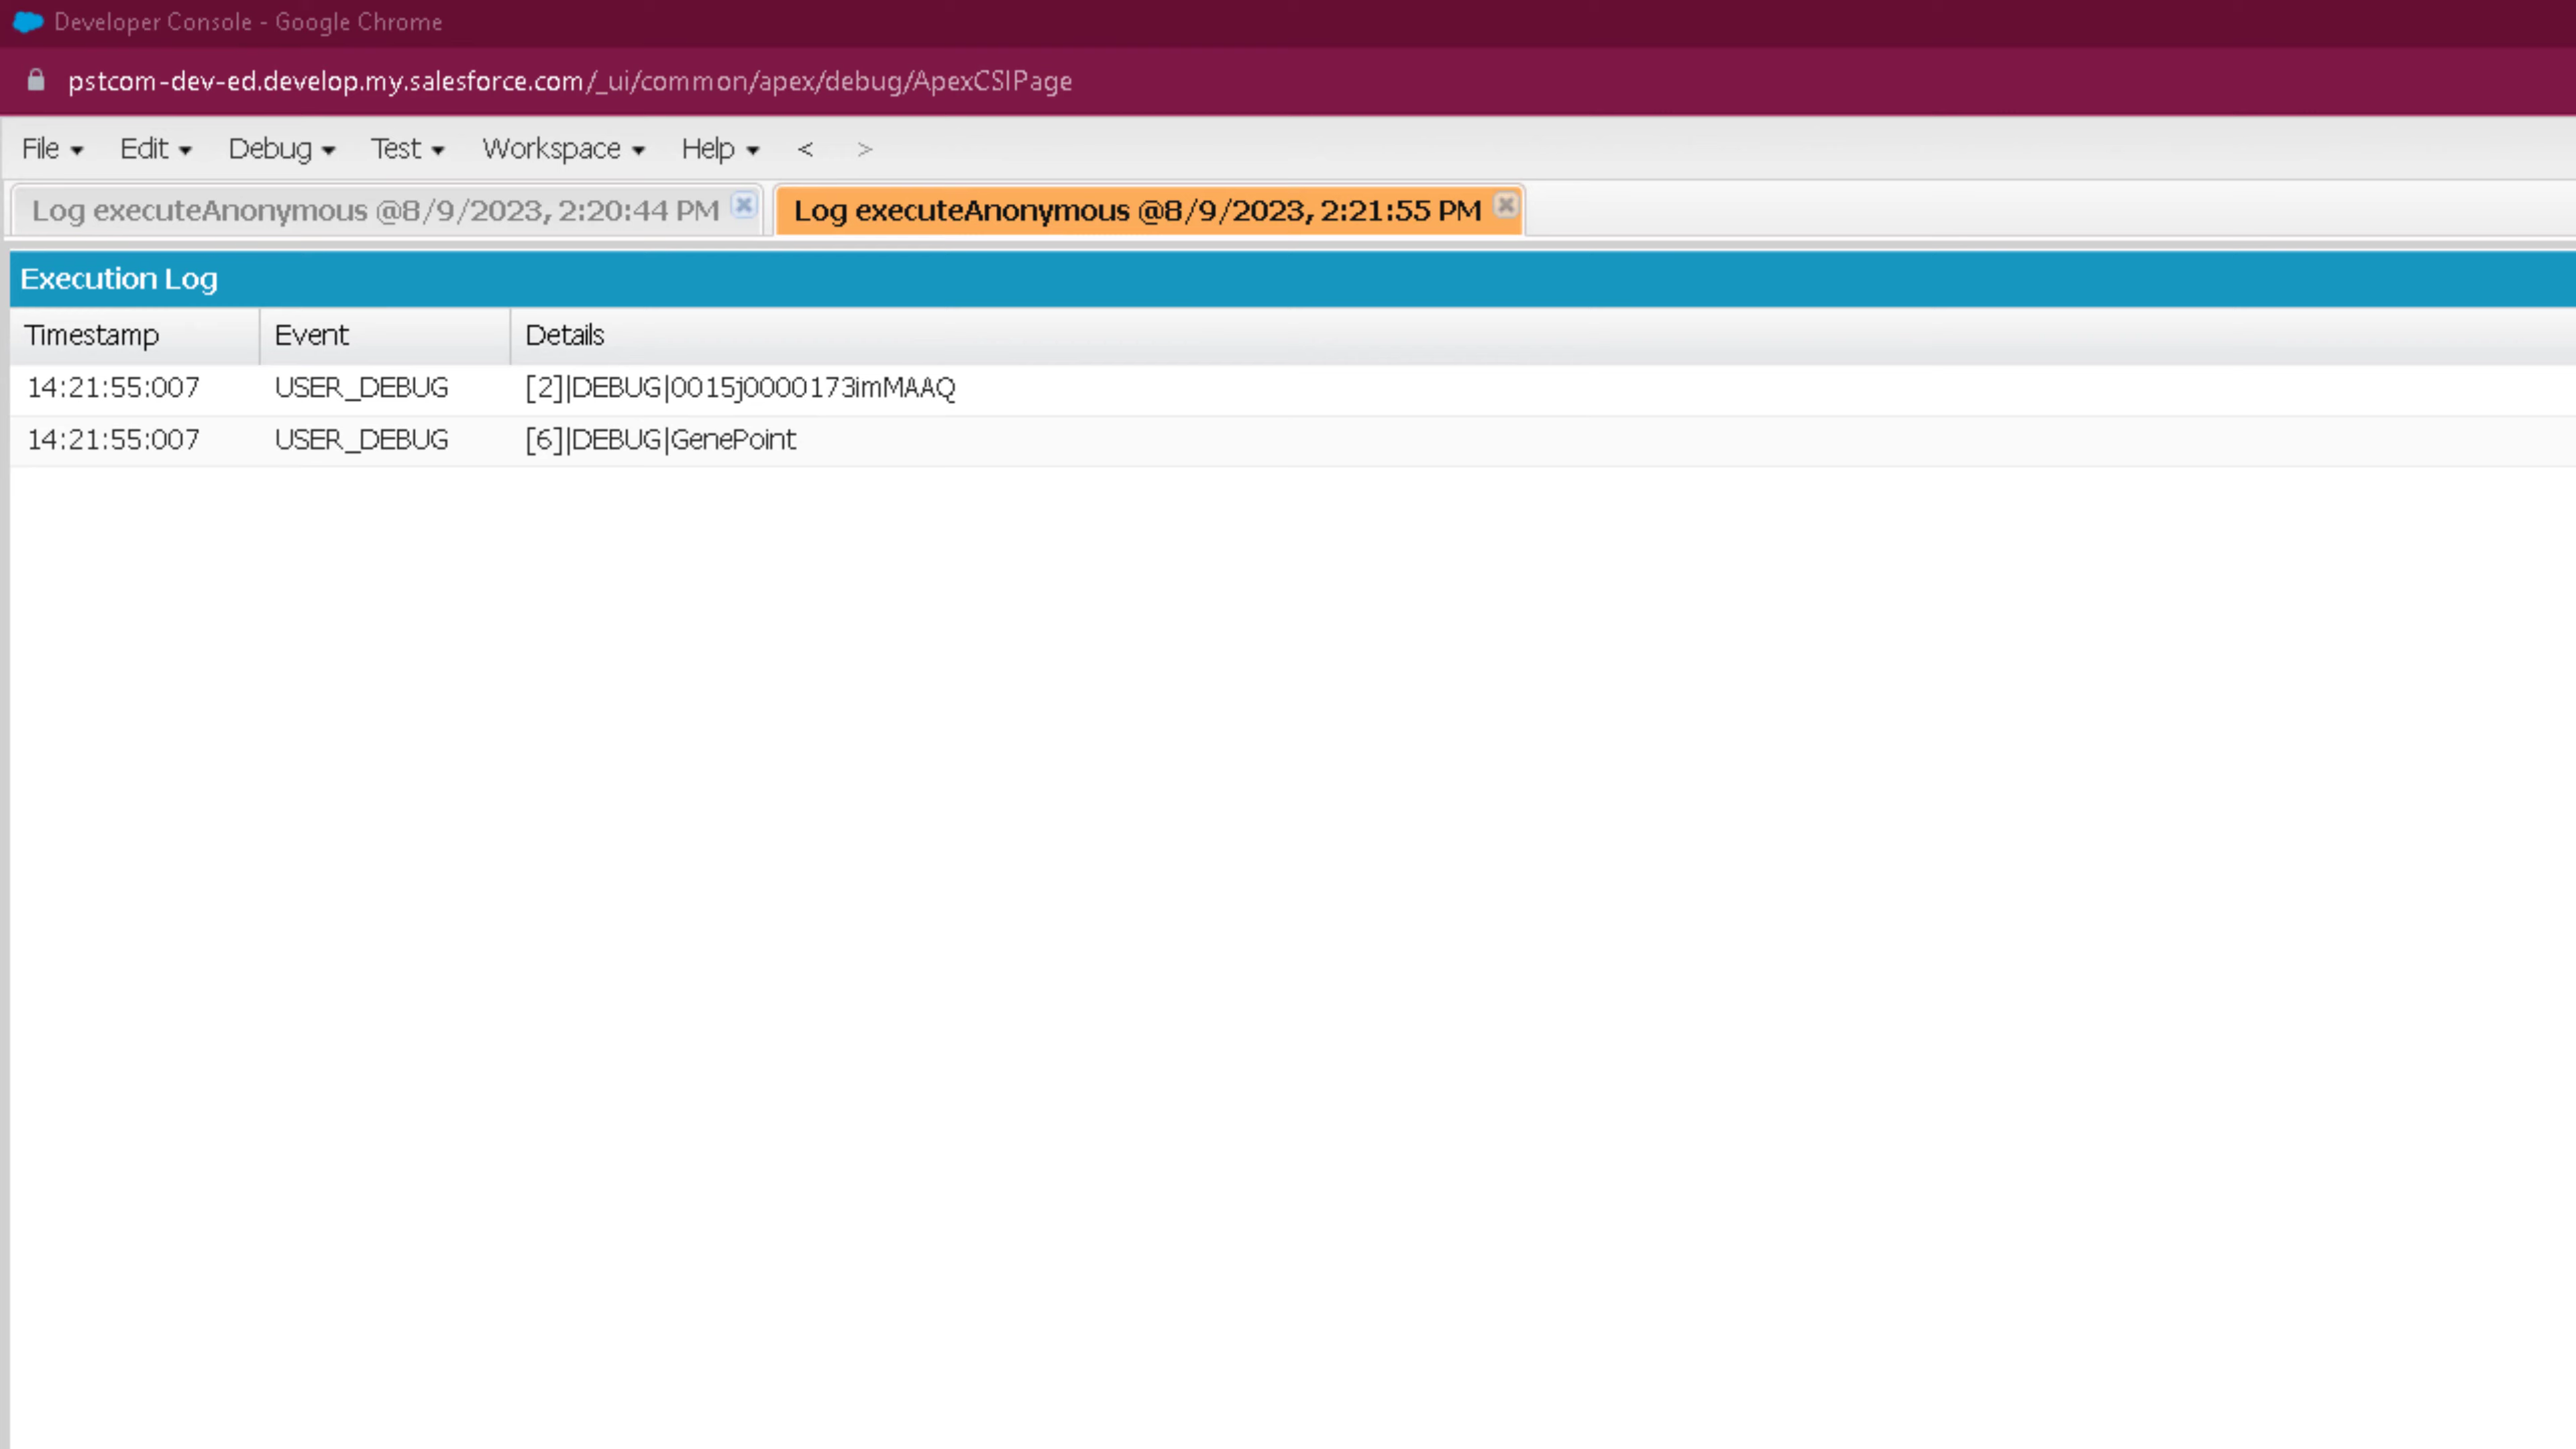 Developer Console - Google Chrome
pstcom-dev-ed.develop.my.salesforce.com/_ui/common/apex/debug/ApexCSIPage
File Edit Debug Test Workspace Help < >
Log executeAnonymous @8/9/2023, 2:20:44 PM Log executeAnonymous @8/9/2023, 2:21:55 PM
Execution Log
Timestamp Event Details
14:21:55:007 USER_DEBUG [2]|DEBUG|0015j0000173imMAAQ
14:21:55:007 USER_DEBUG [6]|DEBUG|GenePoint